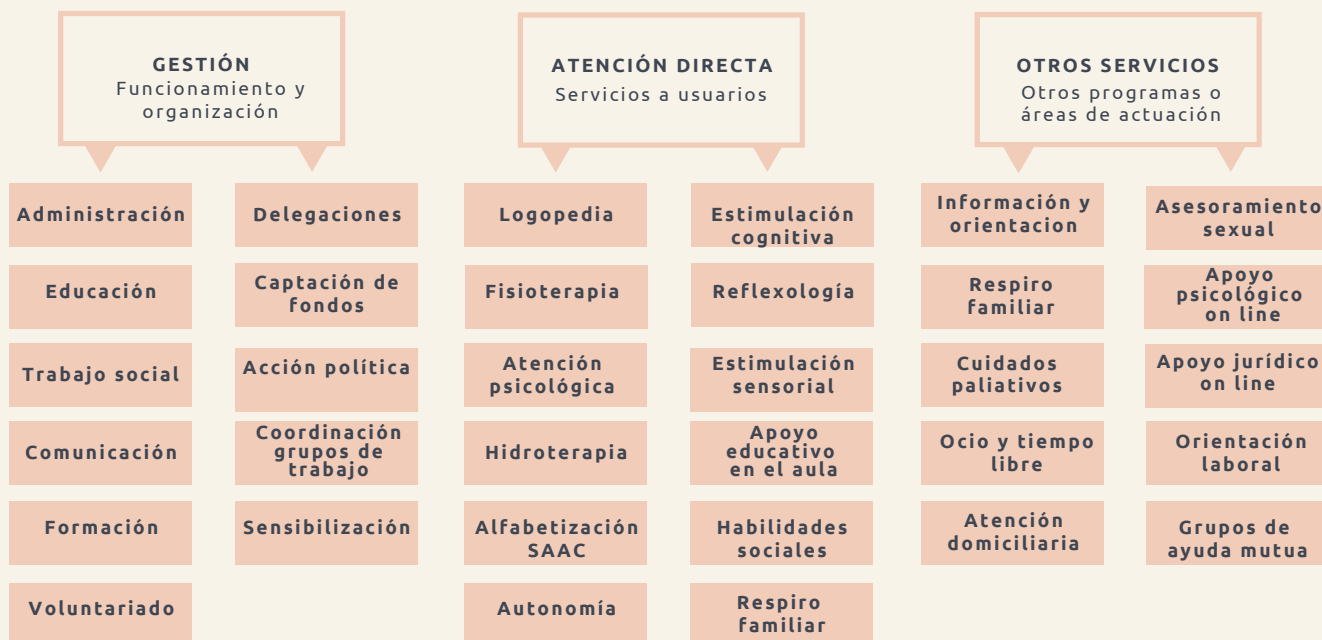 GESTIÓN
Funcionamiento y
organización
Administración
Educación
Trabajo social
Comunicación
Formación
Voluntariado
Delegaciones
Captación de
fondos
Acción política
Coordinación
grupos de
trabajo
Sensibilización
ATENCIÓN DIRECTA
Servicios a usuarios
Logopedia
Fisioterapia
Atención
psicológica
Hidroterapia
Alfabetización
SAAC
Autonomía
Estimulación
cognitiva
Reflexología
Estimulación
sensorial
Apoyo
educativo
en el aula
Habilidades
sociales
Respiro
familiar
OTROS SERVICIOS
Otros programas o
áreas de actuación
Información y
orientacion
Respiro
familiar
Cuidados
paliativos
Ocio y tiempo
libre
Atención
domiciliaria
Asesoramiento
sexual
Apoyo
psicológico
on line
Apoyo jurídico
on line
Orientación
laboral
Grupos de
ayuda mutua